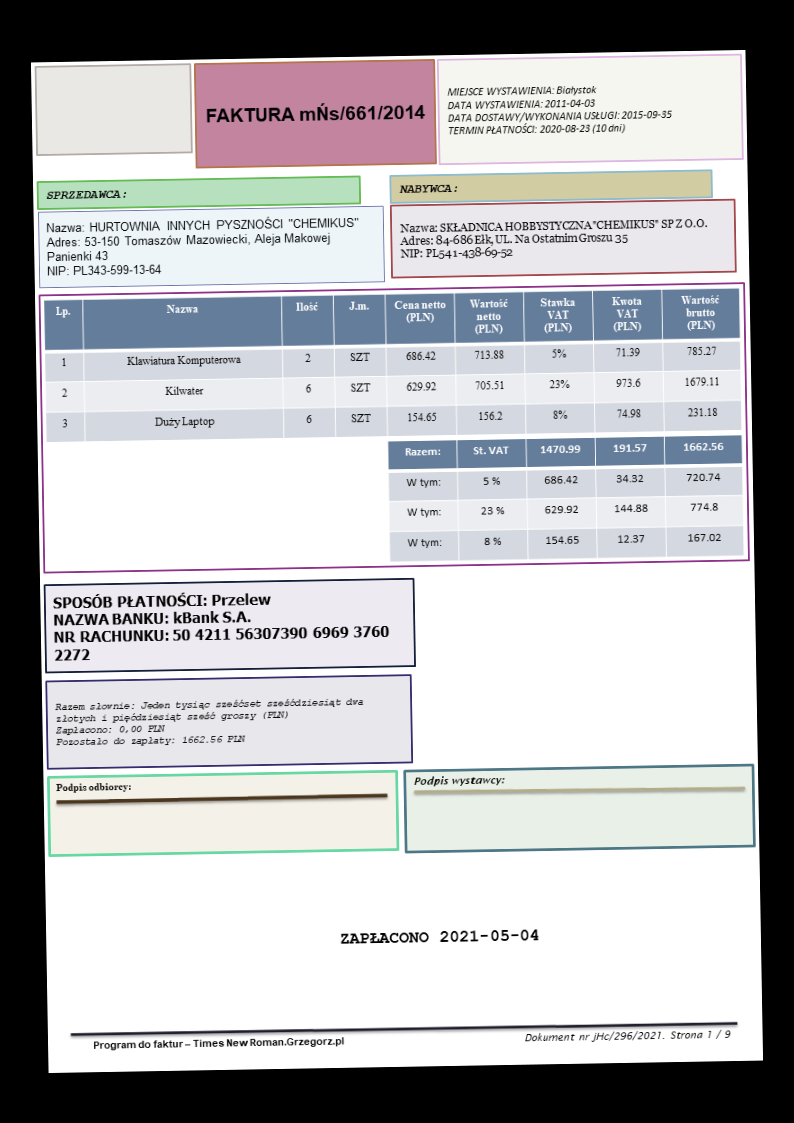 FAKTURA mŃs/661/2014
MIEJSCE WYSTAWIENIA: Białystok
DATA WYSTAWIENIA: 2011-04-03
DATA DOSTAWY/WYKONANIA USŁUGI: 2015-09-35
TERMIN PŁATNOŚCI: 2020-08-23 (10 dni)
SPRZEDAWCA:
Nazwa: HURTOWNIA INNYCH PYSZNOŚCI "CHEMIKUS"
Adres: 53-150 Tomaszów Mazowiecki, Aleja Makowej
Panienki 43
NIP: PL343-599-13-64
NABYWCA:
Nazwa: SKŁADNICA HOBBYSTYCZNA"CHEMIKUS" SP Z O.O.
Adres: 84-686 Ełk, UL. Na Ostatnim Groszu 35
NIP: PL541-438-69-52
Lp. Nazwa Ilość J.m. Cena netto (PLN) Wartość netto (PLN) Stawka VAT (PLN) Kwota VAT (PLN) Wartość brutto (PLN)
1 Klawiatura Komputerowa 2 SZT 686.42 713.88 5% 71.39 785.27
2 Kilwater 6 SZT 629.92 705.51 23% 973.6 1679.11
3 Duży Laptop 6 SZT 154.65 156.2 8% 74.98 231.18
Razem: St. VAT 1470.99 191.57 1662.56
W tym: 5 % 686.42 34.32 720.74
W tym: 23 % 629.92 144.88 774.8
W tym: 8 % 154.65 12.37 167.02
SPOSÓB PŁATNOŚCI: Przelew
NAZWA BANKU: kBank S.A.
NR RACHUNKU: 50 4211 56307390 6969 3760
2272
Razem słownie: Jeden tysiąc sześćset sześćdziesiąt dwa
złotych i pięćdziesiąt sześć groszy (PLN)
Zapłacono: 0,00 PLN
Pozostało do zapłaty: 1662.56 PLN
Podpis odbiorcy:
Podpis wystawcy:
ZAPŁACONO 2021-05-04
Program do faktur – Times New Roman.Grzegorz.pl
Dokument nr jHc/296/2021. Strona 1 / 9